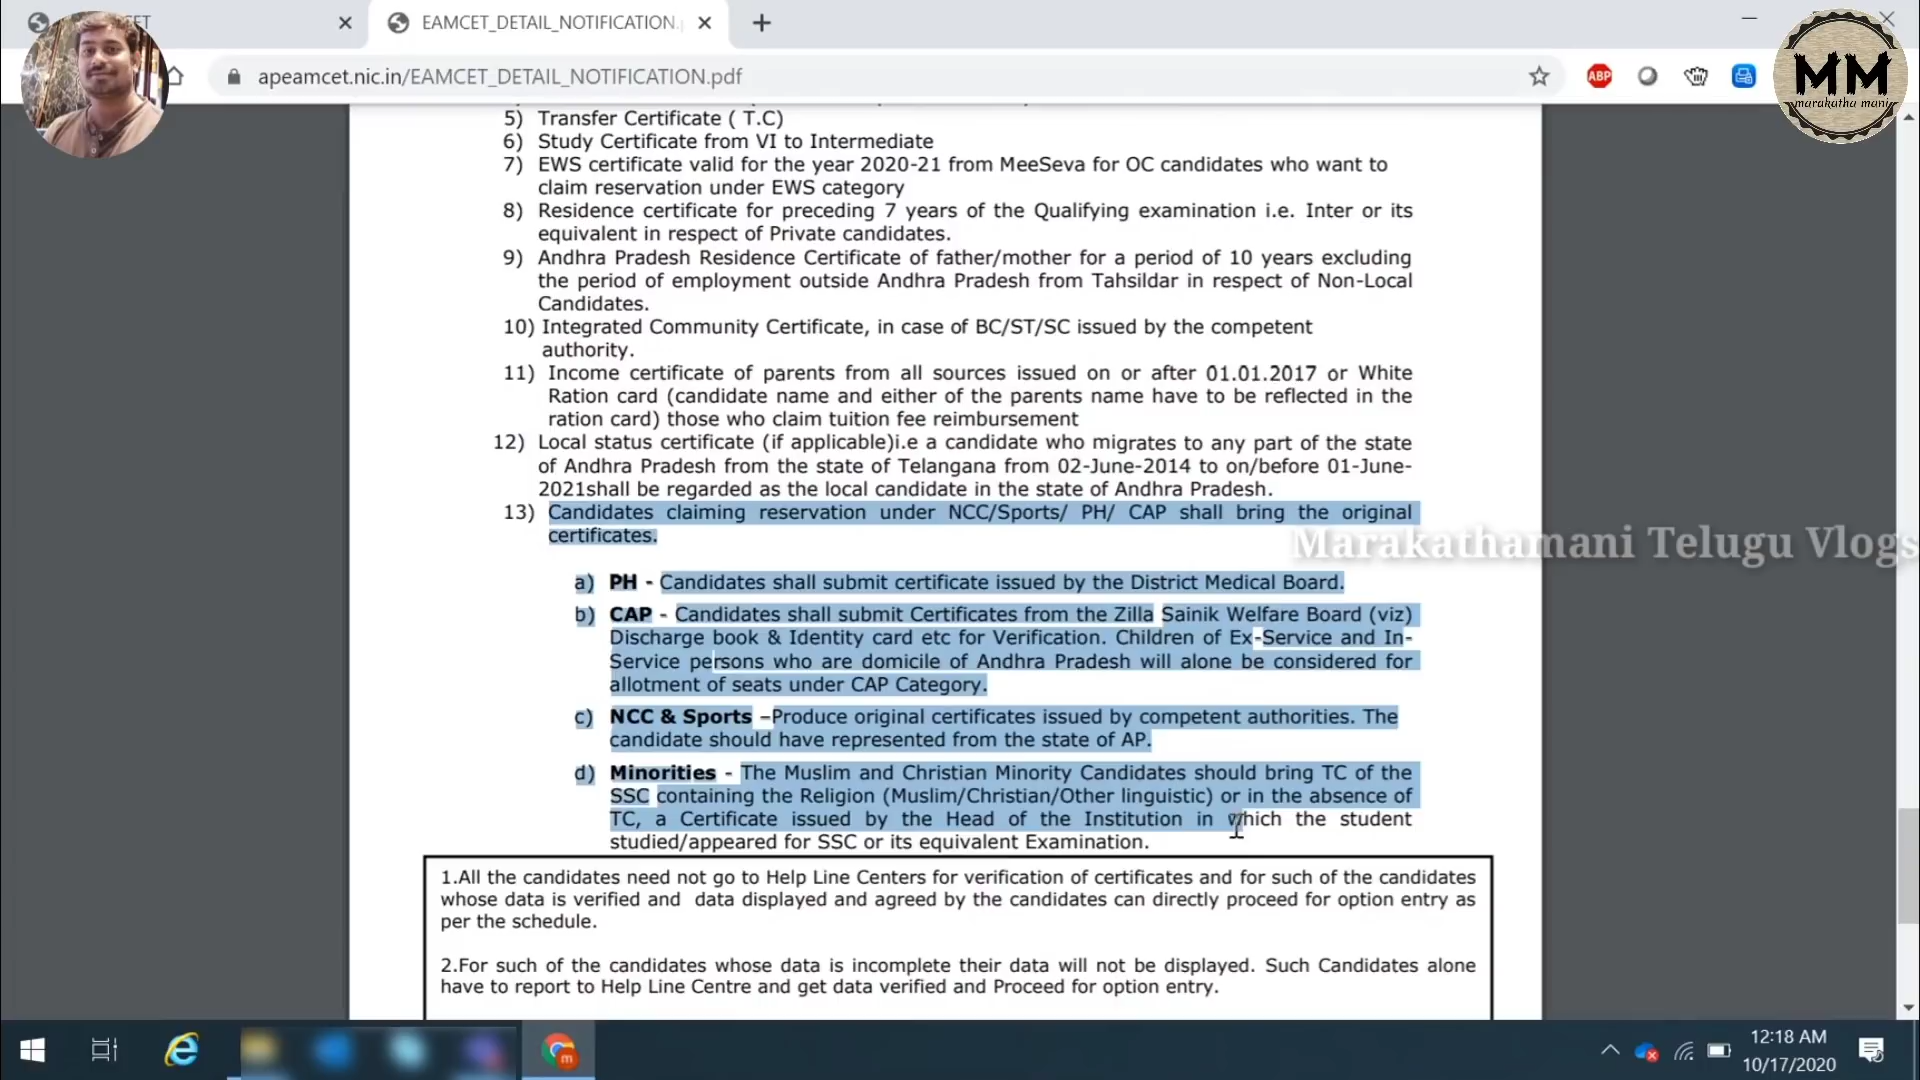 ET
EAMCET_DETAIL_NOTIFICATION.
apeamcet.nic.in/EAMCET_DETAIL_NOTIFICATION.pdf
ABP
MM
marakatha mani
5) Transfer Certificate ( T.C)
6) Study Certificate from VI to Intermediate
7) EWS certificate valid for the year 2020-21 from MeeSeva for OC candidates who want to
claim reservation under EWS category
8) Residence certificate for preceding 7 years of the Qualifying examination i.e. Inter or its
equivalent in respect of Private candidates.
9) Andhra Pradesh Residence Certificate of father/mother for a period of 10 years excluding
the period of employment outside Andhra Pradesh from Tahsildar in respect of Non-Local
Candidates.
10) Integrated Community Certificate, in case of BC/ST/SC issued by the competent
authority.
11) Income certificate of parents from all sources issued on or after 01.01.2017 or White
Ration card (candidate name and either of the parents name have to be reflected in the
ration card) those who claim tuition fee reimbursement
12) Local status certificate (if applicable)i.e a candidate who migrates to any part of the state
of Andhra Pradesh from the state of Telangana from 02-June-2014 to on/before 01-June-
2021shall be regarded as the local candidate in the state of Andhra Pradesh.
13) Candidates claiming reservation under NCC/Sports/ PH/ CAP shall bring the original
certificates.
Marakathamani Telugu Vlogs
a) PH - Candidates shall submit certificate issued by the District Medical Board.
b) CAP - Candidates shall submit Certificates from the Zilla Sainik Welfare Board (viz)
Discharge book & Identity card etc for Verification. Children of Ex-Service and In-
Service persons who are domicile of Andhra Pradesh will alone be considered for
allotment of seats under CAP Category.
c) NCC & Sports –Produce original certificates issued by competent authorities. The
candidate should have represented from the state of AP.
d) Minorities - The Muslim and Christian Minority Candidates should bring TC of the
SSC containing the Religion (Muslim/Christian/Other linguistic) or in the absence of
TC, a Certificate issued by the Head of the Institution in which the student
studied/appeared for SSC or its equivalent Examination.
1.All the candidates need not go to Help Line Centers for verification of certificates and for such of the candidates
whose data is verified and data displayed and agreed by the candidates can directly proceed for option entry as
per the schedule.
2.For such of the candidates whose data is incomplete their data will not be displayed. Such Candidates alone
have to report to Help Line Centre and get data verified and Proceed for option entry.
m
12:18 AM
10/17/2020